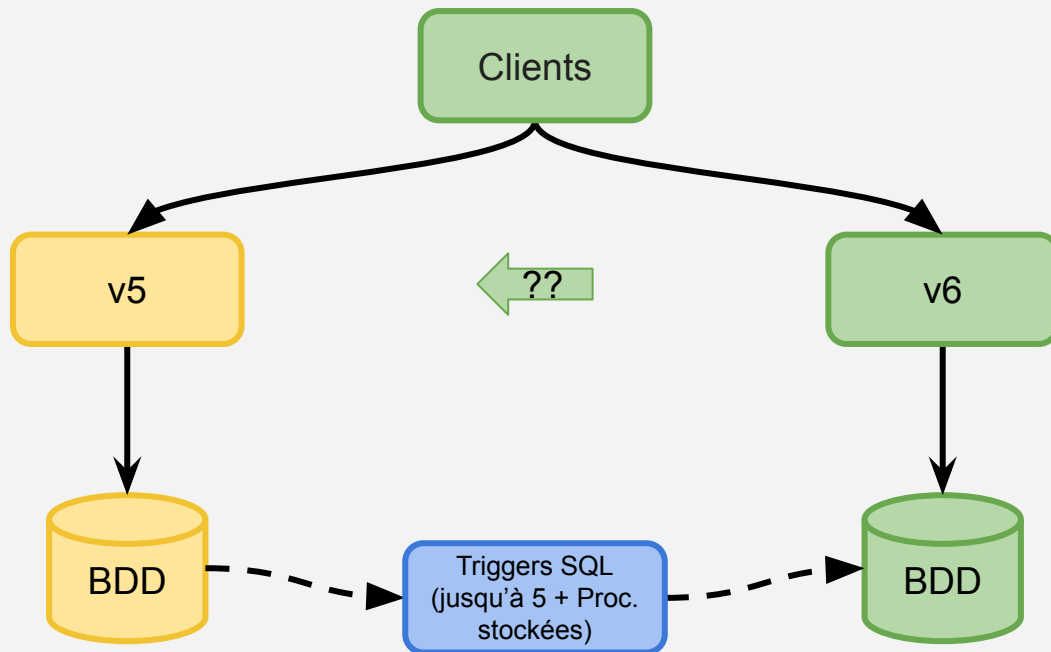 Clients
v5
??
v6
BDD
Triggers SQL
(jusqu'à 5 + Proc.
stockées)
BDD